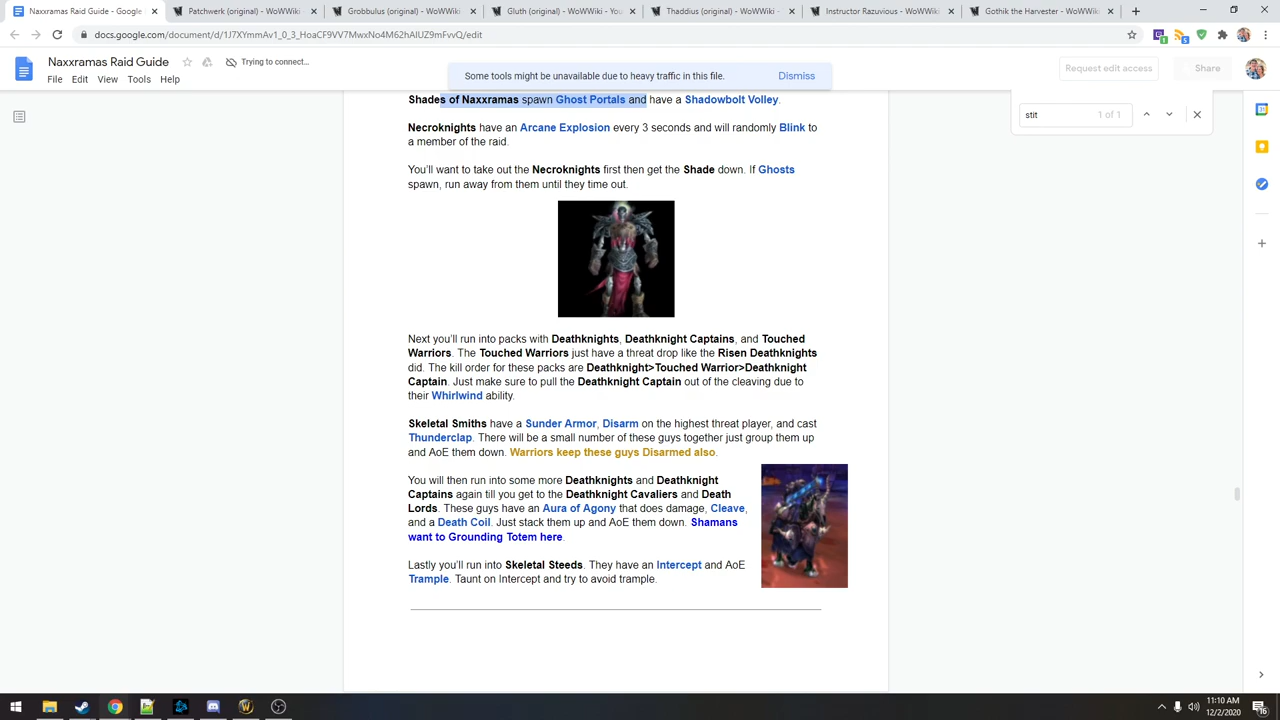 Naxxramas Raid Guide - Google
Patchwerk (original) - WoWWiki
Grobbulus (original) - WoWWiki
Gluth (original) - WoWWiki - You
Thaddius (original) - WoWWiki -
Instructor Razuvious (original) -
Gothik the Harvester - WoWWiki
docs.google.com/document/d/1J7XYmmAv1_0_3_HoaCF9VV7MwxNo4M62hAlUZ9mFvvQ/edit
Naxxramas Raid Guide
Trying to connect...
File Edit View Tools Help
Some tools might be unavailable due to heavy traffic in this file. Dismiss
Request edit access
Share
stit 1 of 1
Shades of Naxxramas spawn Ghost Portals and have a Shadowbolt Volley.
Necroknights have an Arcane Explosion every 3 seconds and will randomly Blink to
a member of the raid.
You'll want to take out the Necroknights first then get the Shade down. If Ghosts
spawn, run away from them until they time out.
Next you'll run into packs with Deathknights, Deathknight Captains, and Touched
Warriors. The Touched Warriors just have a threat drop like the Risen Deathknights
did. The kill order for these packs are Deathknight>Touched Warrior>Deathknight
Captain. Just make sure to pull the Deathknight Captain out of the cleaving due to
their Whirlwind ability.
Skeletal Smiths have a Sunder Armor, Disarm on the highest threat player, and cast
Thunderclap. There will be a small number of these guys together just group them up
and AoE them down. Warriors keep these guys Disarmed also.
You will then run into some more Deathknights and Deathknight
Captains again till you get to the Deathknight Cavaliers and Death
Lords. These guys have an Aura of Agony that does damage, Cleave,
and a Death Coil. Just stack them up and AoE them down. Shamans
want to Grounding Totem here.
Lastly you'll run into Skeletal Steeds. They have an Intercept and AoE
Trample. Taunt on Intercept and try to avoid trample.
11:10 AM
12/2/2020